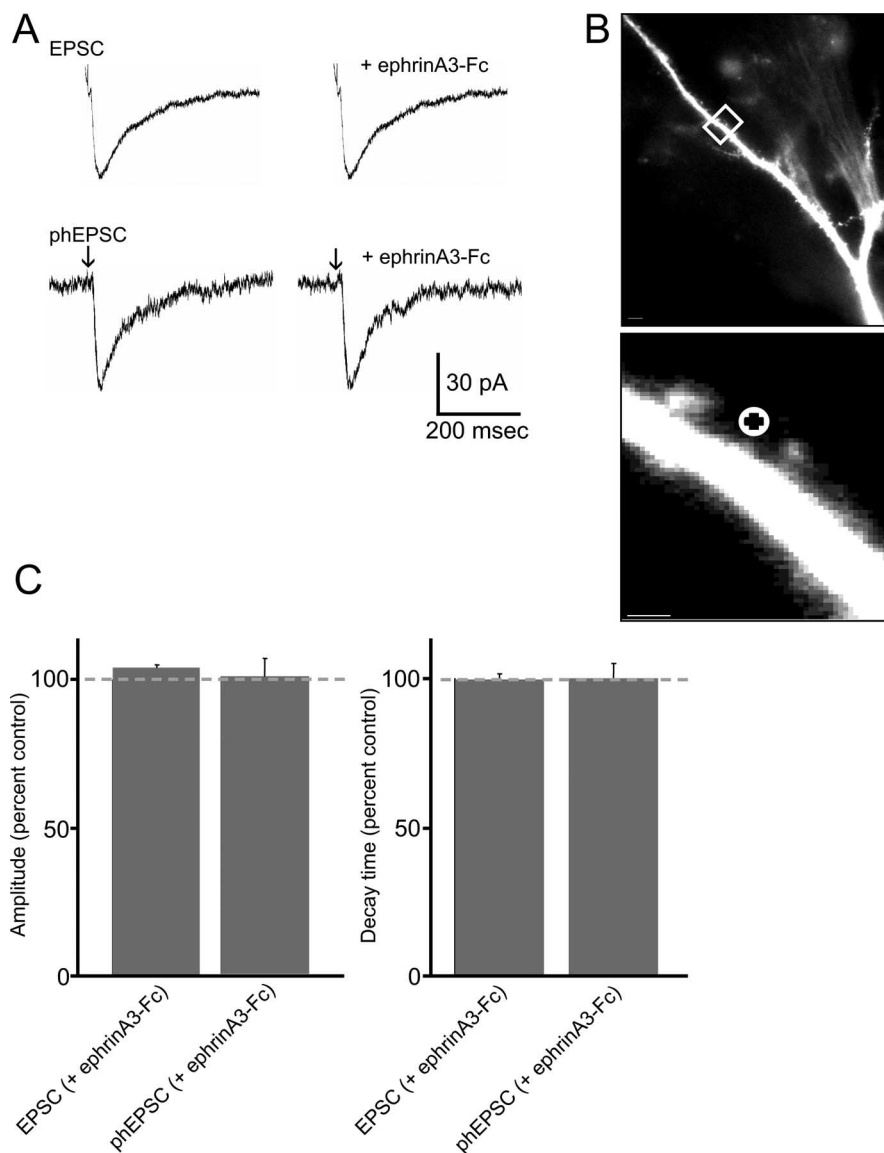 A
EPSC
+ ephrinA3-Fc
phEPSC
+ ephrinA3-Fc
30 pA
200 msec
B
C
Amplitude (percent control)
100
50
0
EPSC (+ ephrinA3-Fc)
phEPSC (+ ephrinA3-Fc)
Decay time (percent control)
100
50
0
EPSC (+ ephrinA3-Fc)
phEPSC (+ ephrinA3-Fc)